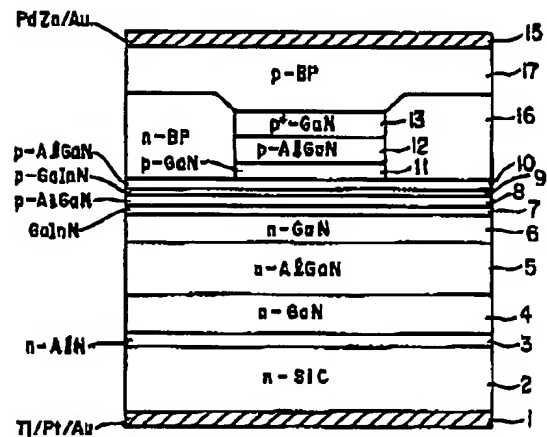 PdZn/Au
15
p-BP
17
16
p⁺-GaN
13
n-BP
p-AlGaN
12
p-GaN
11
p-AlGaN
10
p-GaInN
9
p-AlGaN
8
GaInN
7
n-GaN
6
n-AlGaN
5
n-GaN
4
n-AlN
3
n-SiC
2
Ti/Pt/Au
1